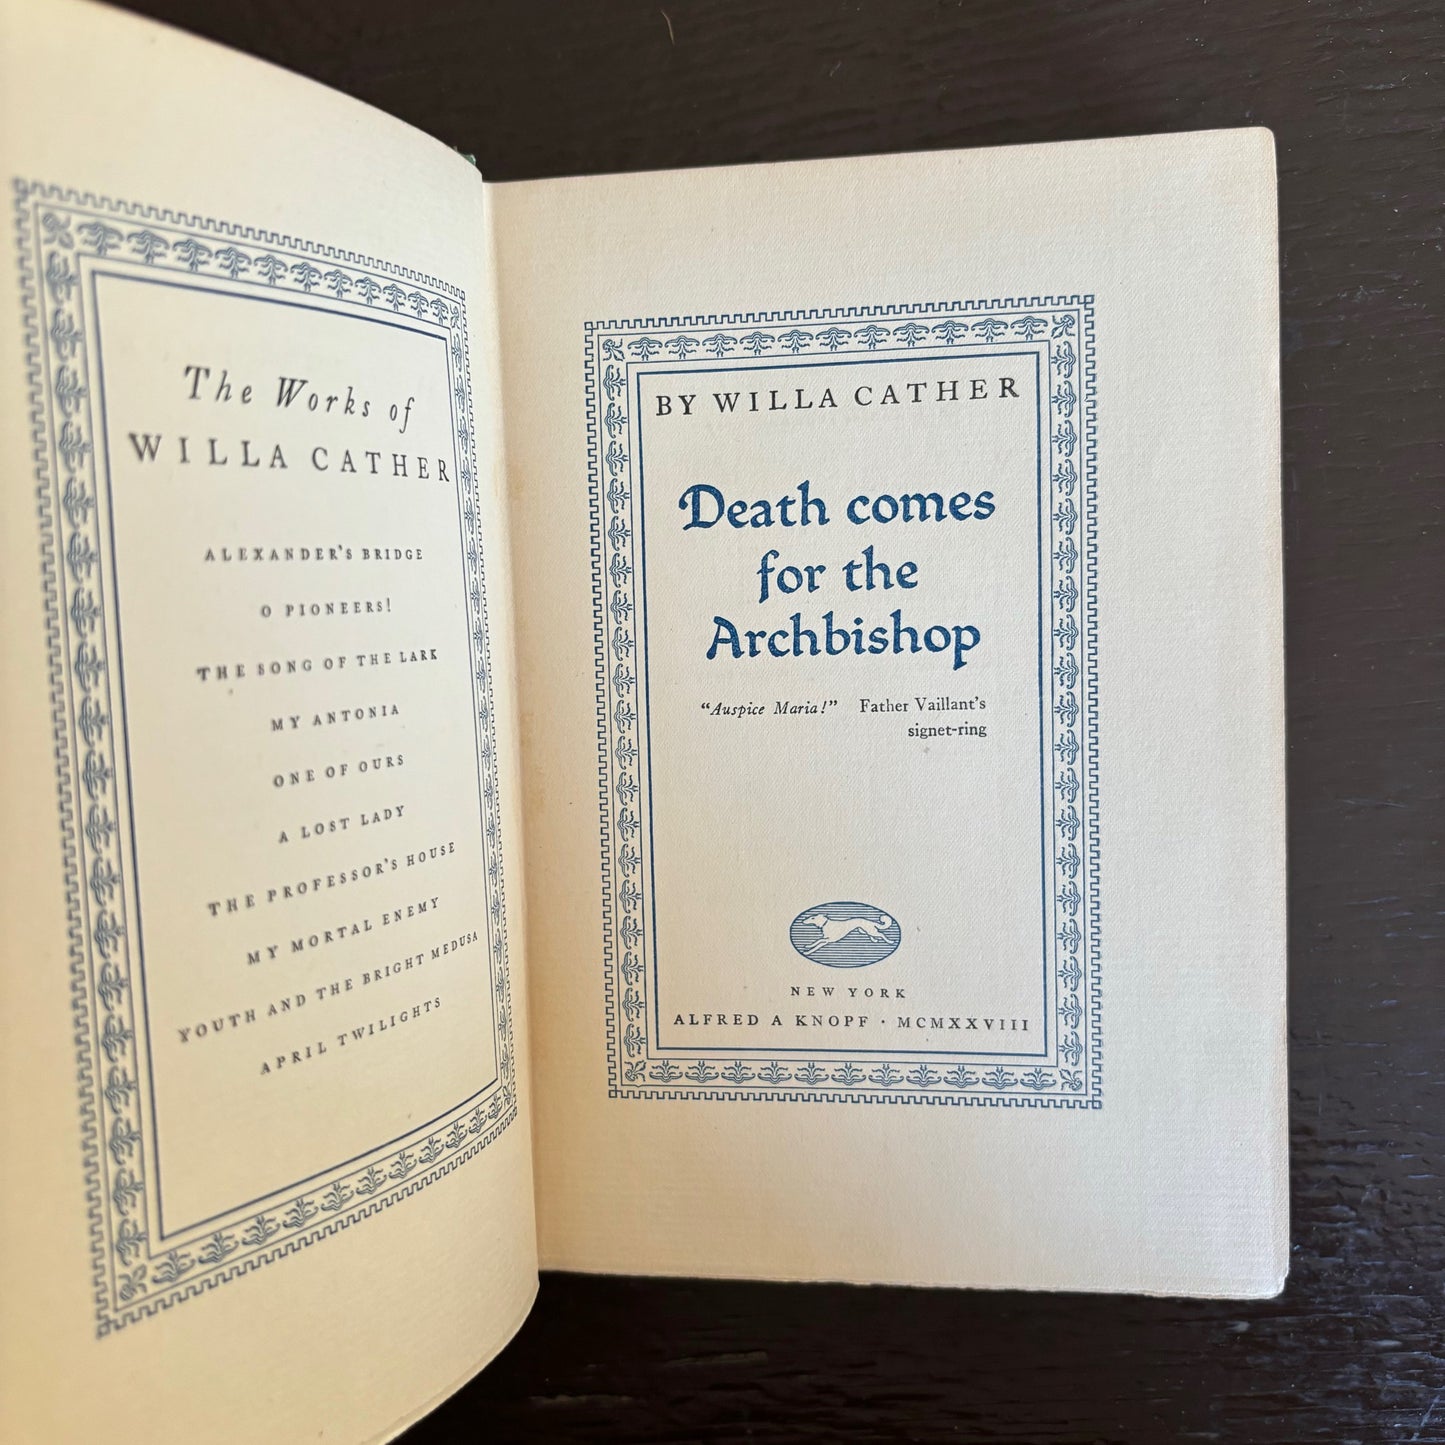 The Works of
WILLA CATHER
ALEXANDER'S BRIDGE
O PIONEERS!
THE SONG OF THE LARK
MY ANTONIA
ONE OF OURS
A LOST LADY
THE PROFESSOR'S HOUSE
MY MORTAL ENEMY
YOUTH AND THE BRIGHT MEDUSA
APRIL TWILIGHTS
BY WILLA CATHER
Death comes
for the
Archbishop
"Auspice Maria!" Father Vaillant's
signet-ring
NEW YORK
ALFRED A KNOPF · MCMXXVIII